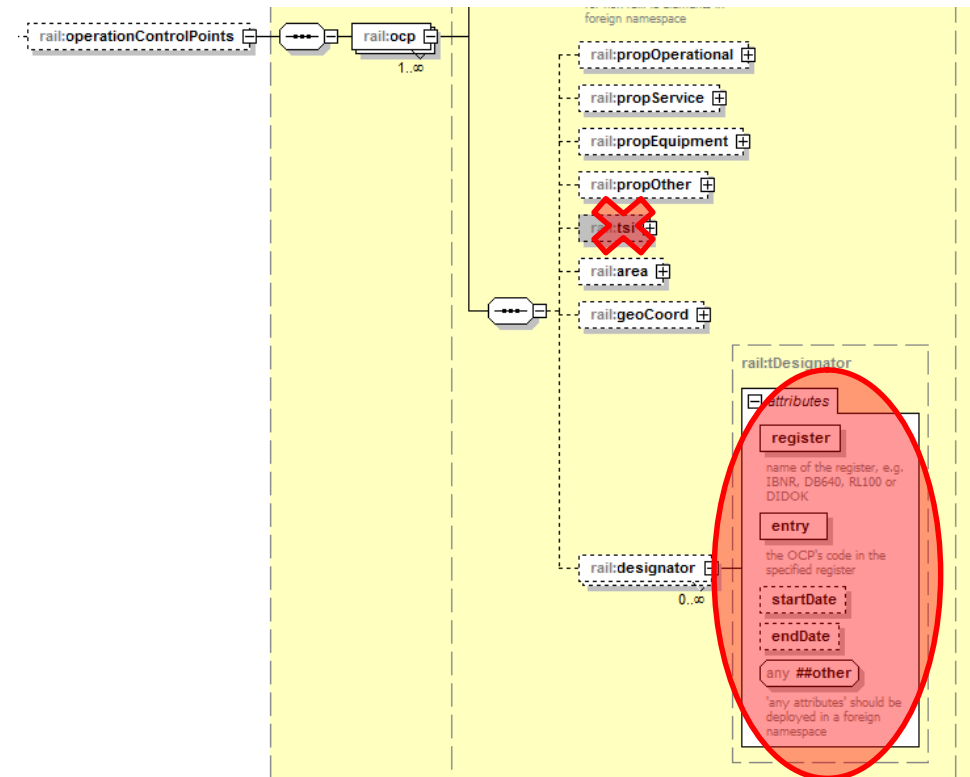 foreign namespace
rail:operationControlPoints
rail:ocp
1..∞
rail:propOperational
rail:propService
rail:propEquipment
rail:propOther
rail:tsi
rail:area
rail:geoCoord
rail:tDesignator
attributes
register
name of the register, e.g.
IBNR, DB640, RL100 or
DIDOK
entry
the OCP's code in the
specified register
rail:designator
0..∞
startDate
endDate
any ##other
'any attributes' should be
deployed in a foreign
namespace